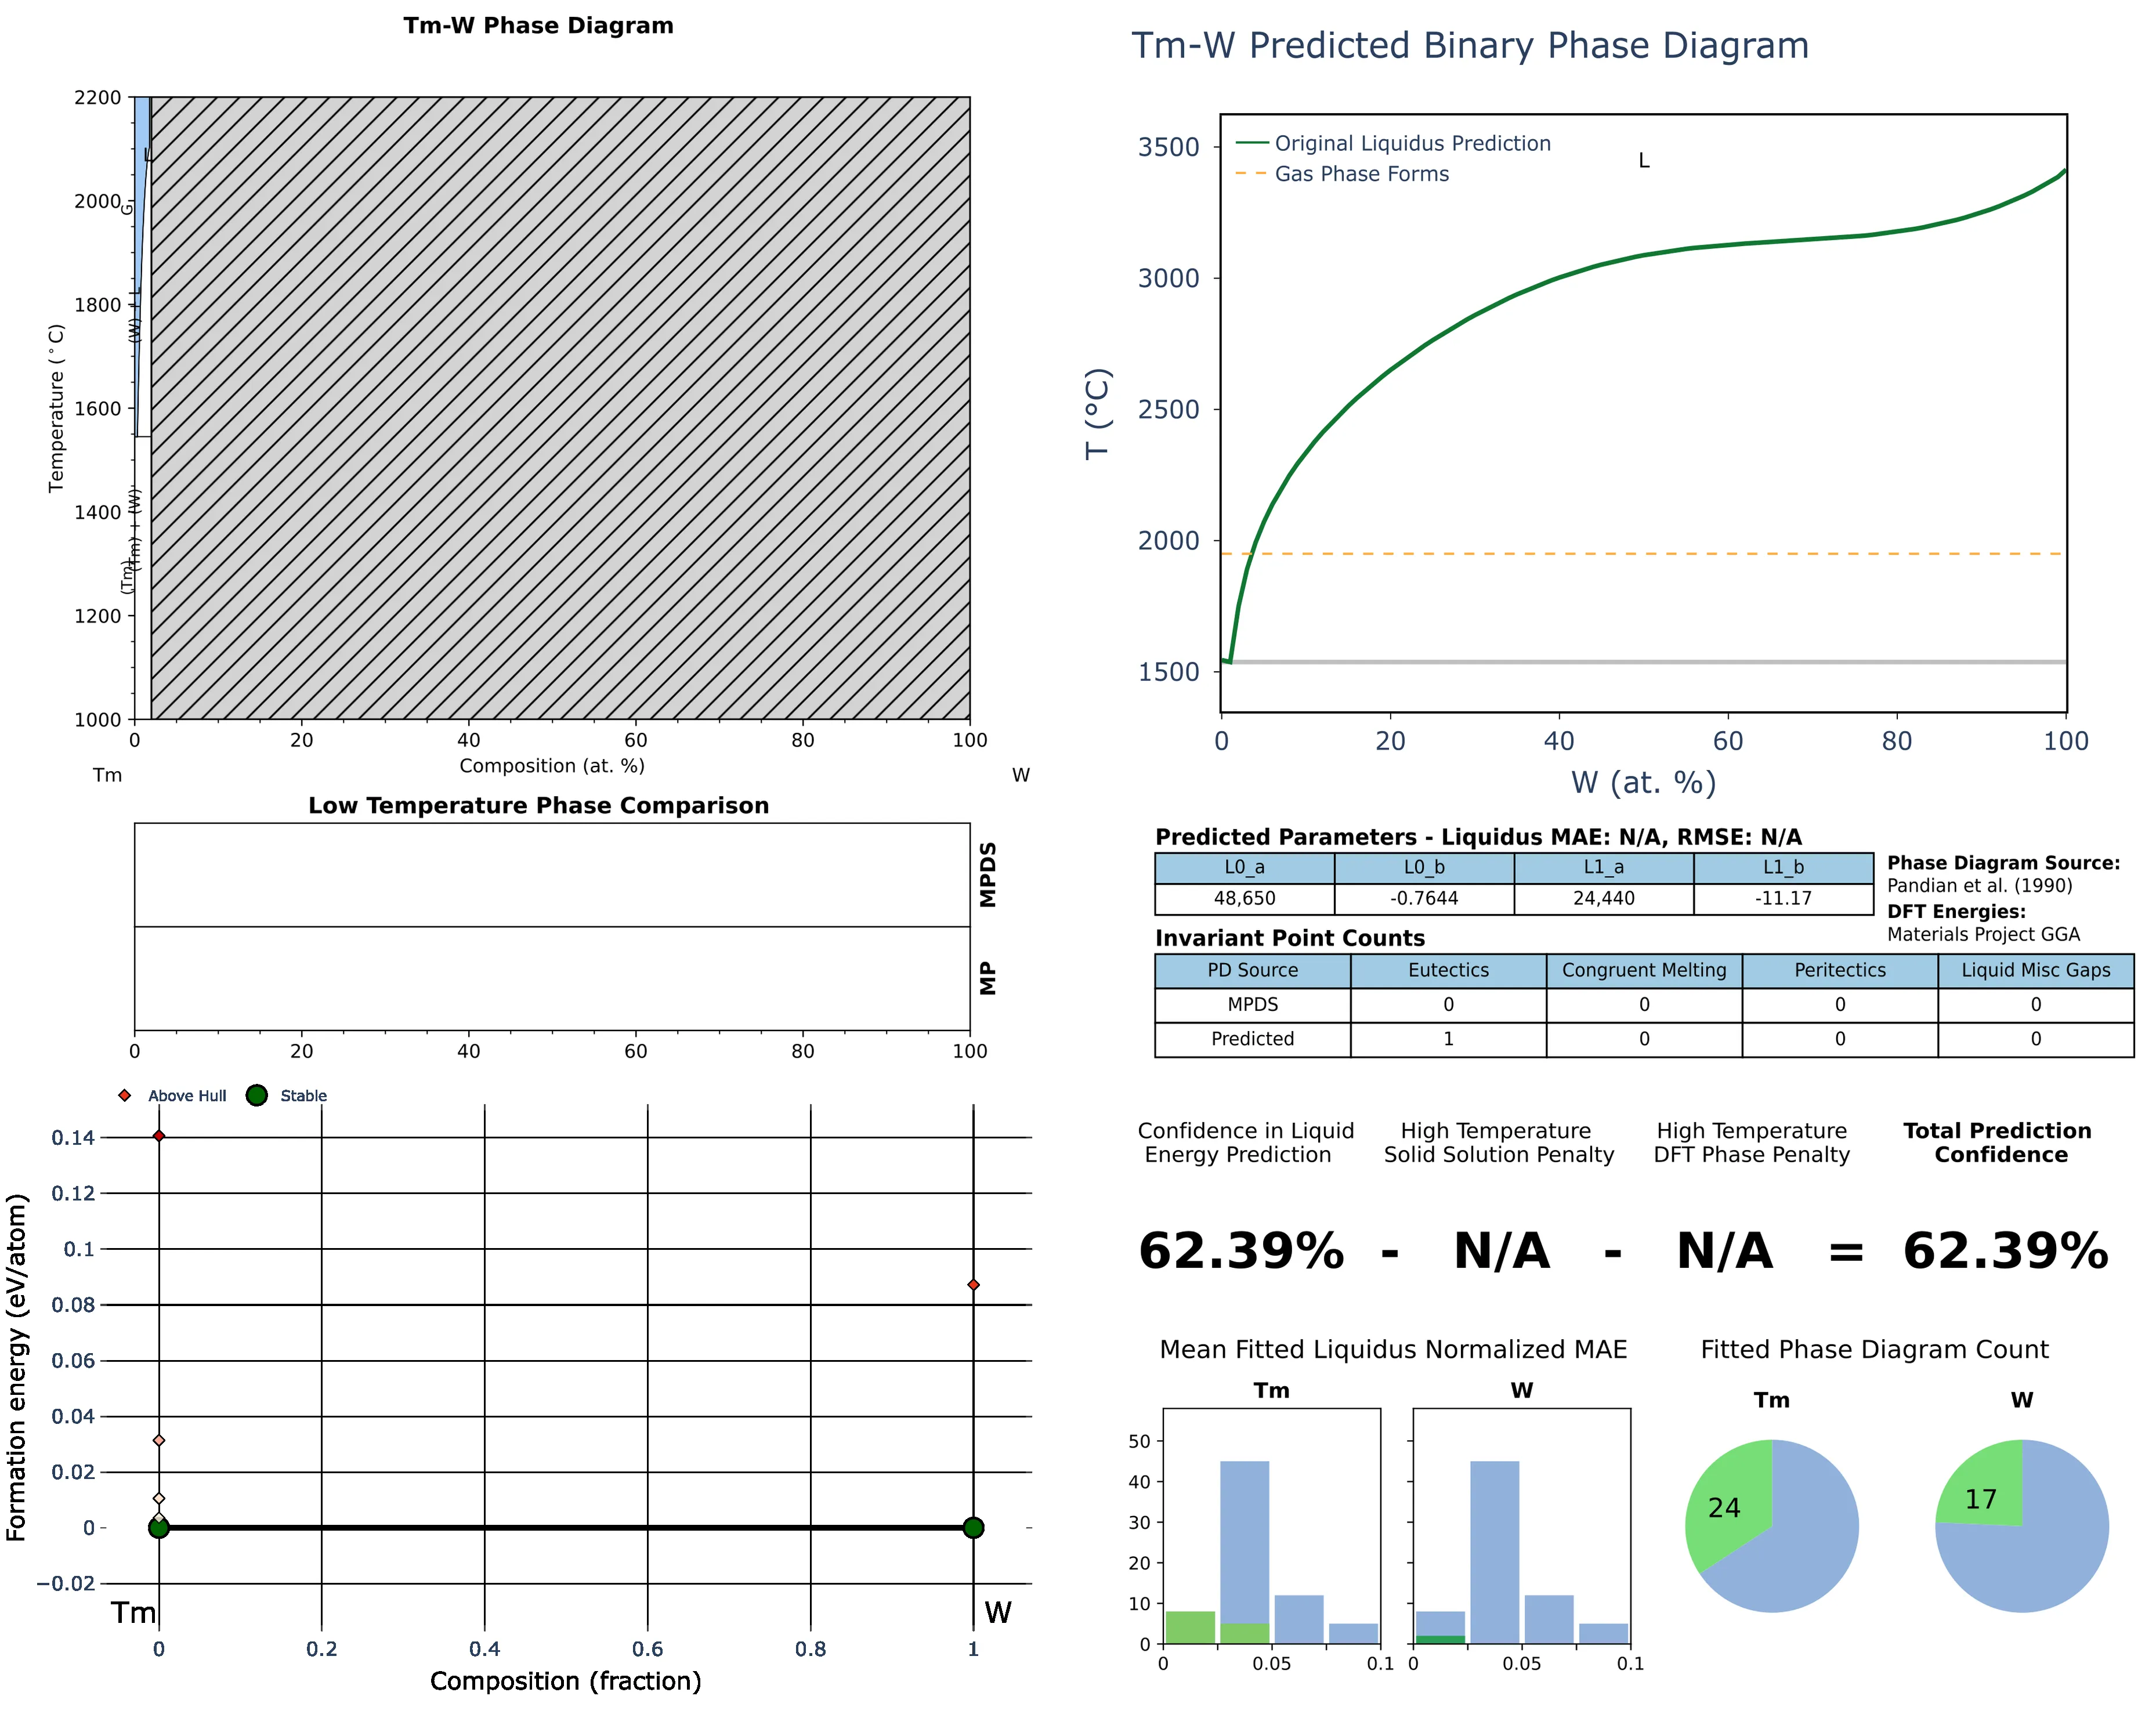 Tm-W Phase Diagram
2200
2000
1800
1600
1400
1200
1000
Temperature (°C)
L
G
(W) + L
(Tm) + (W)
(Tm)
0 20 40 60 80 100
Composition (at. %)
Tm W
Low Temperature Phase Comparison
MPDS
MP
0 20 40 60 80 100
Above Hull Stable
0.14
0.12
0.1
0.08
0.06
0.04
0.02
0
−0.02
Formation energy (eV/atom)
Tm W
0 0.2 0.4 0.6 0.8 1
Composition (fraction)
Tm-W Predicted Binary Phase Diagram
Original Liquidus Prediction
Gas Phase Forms
L
3500
3000
2500
2000
1500
T (°C)
0 20 40 60 80 100
W (at. %)
Predicted Parameters - Liquidus MAE: N/A, RMSE: N/A
L0_a L0_b L1_a L1_b
48,650 -0.7644 24,440 -11.17
Phase Diagram Source:
Pandian et al. (1990)
DFT Energies:
Materials Project GGA
Invariant Point Counts
PD Source Eutectics Congruent Melting Peritectics Liquid Misc Gaps
MPDS 0 0 0 0
Predicted 1 0 0 0
Confidence in Liquid
Energy Prediction
High Temperature
Solid Solution Penalty
High Temperature
DFT Phase Penalty
Total Prediction
Confidence
62.39% - N/A - N/A = 62.39%
Mean Fitted Liquidus Normalized MAE
Tm W
50
40
30
20
10
0
0 0.05 0.1
0 0.05 0.1
Fitted Phase Diagram Count
Tm W
24 17